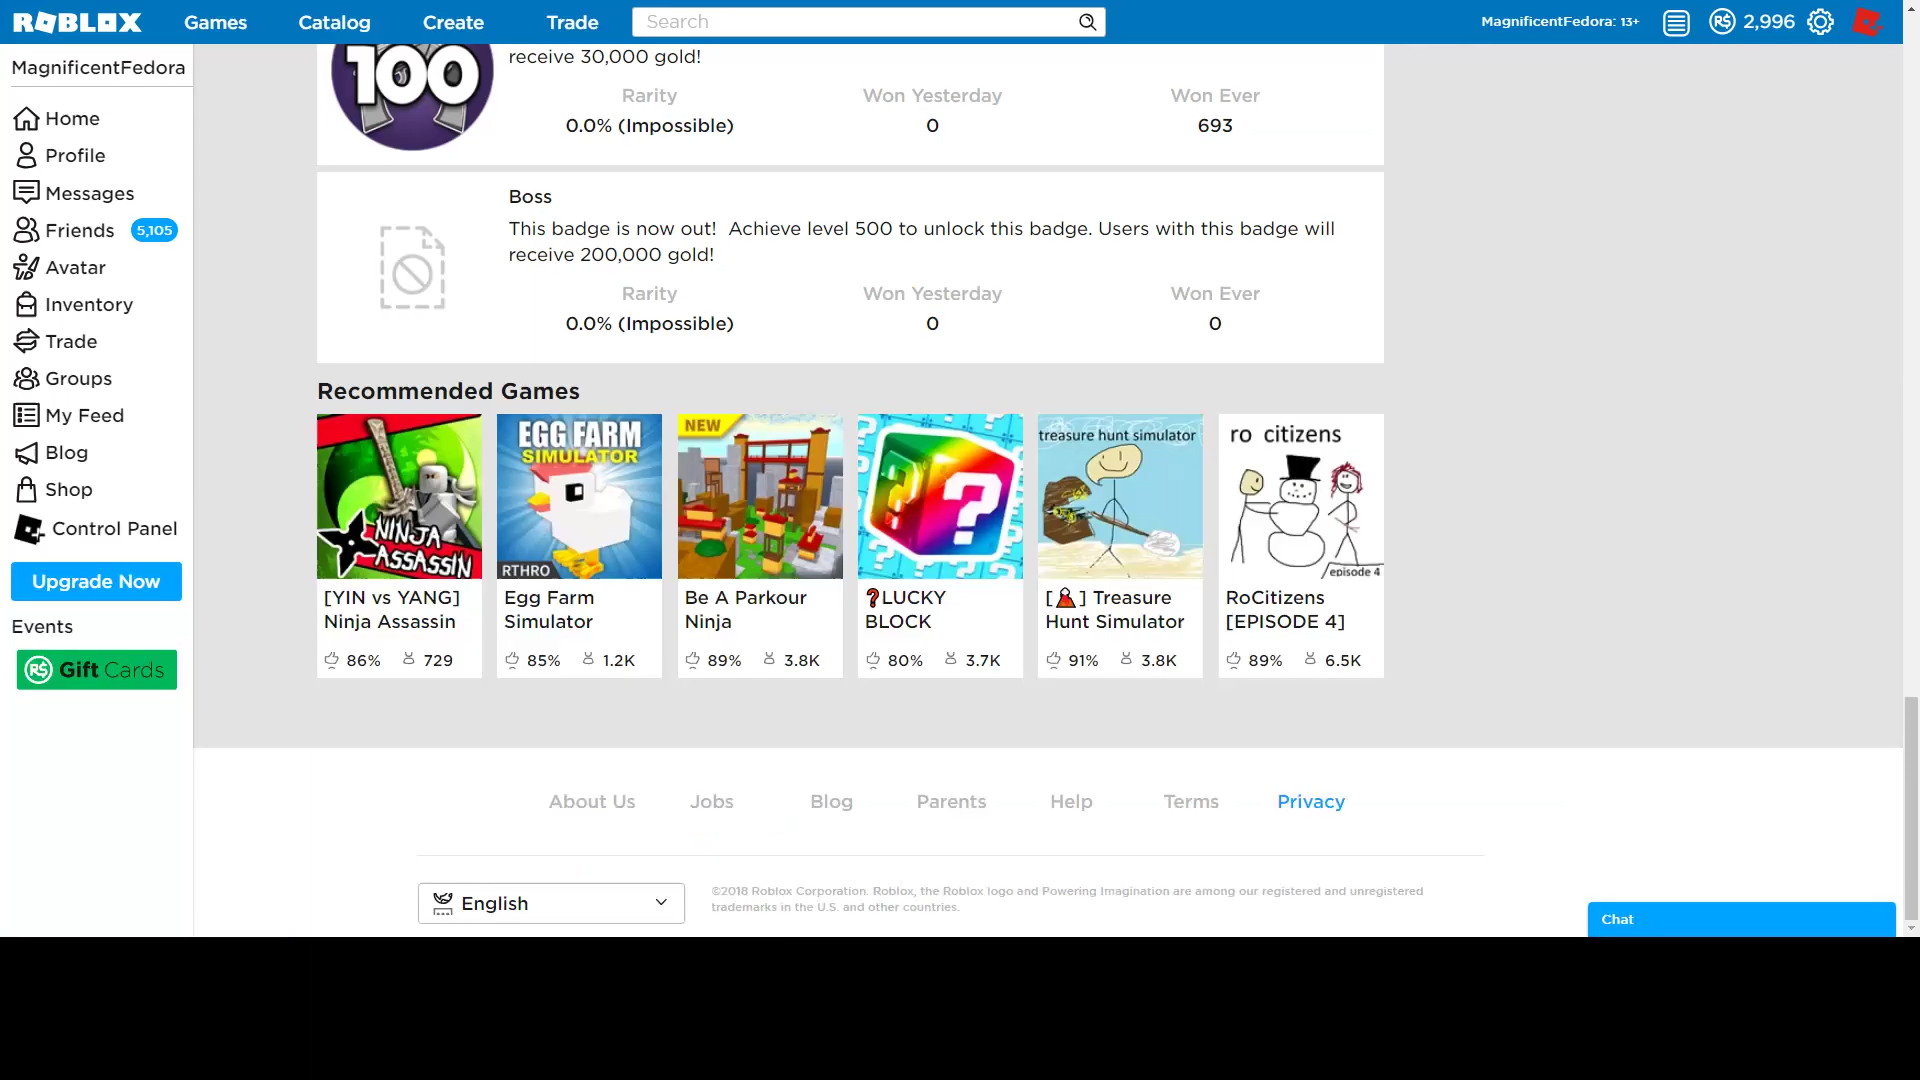 ROBLOX Games Catalog Create Trade Search MagnificentFedora: 13+ R$ 2,996
MagnificentFedora
Home
Profile
Messages
Friends 5,105
Avatar
Inventory
Trade
Groups
My Feed
Blog
Shop
Control Panel
Upgrade Now
Events
R$ Gift Cards
100
receive 30,000 gold!
Rarity Won Yesterday Won Ever
0.0% (Impossible) 0 693
Boss
This badge is now out! Achieve level 500 to unlock this badge. Users with this badge will
receive 200,000 gold!
Rarity Won Yesterday Won Ever
0.0% (Impossible) 0 0
Recommended Games
NINJA
ASSASSIN
[YIN vs YANG]
Ninja Assassin
86% 729
EGG FARM
SIMULATOR
RTHRO
Egg Farm
Simulator
85% 1.2K
NEW
Be A Parkour
Ninja
89% 3.8K
?
❓LUCKY
BLOCK
80% 3.7K
treasure hunt simulator
[🌋] Treasure
Hunt Simulator
91% 3.8K
ro citizens
episode 4
RoCitizens
[EPISODE 4]
89% 6.5K
About Us Jobs Blog Parents Help Terms Privacy
English
©2018 Roblox Corporation. Roblox, the Roblox logo and Powering Imagination are among our registered and unregistered
trademarks in the U.S. and other countries.
Chat